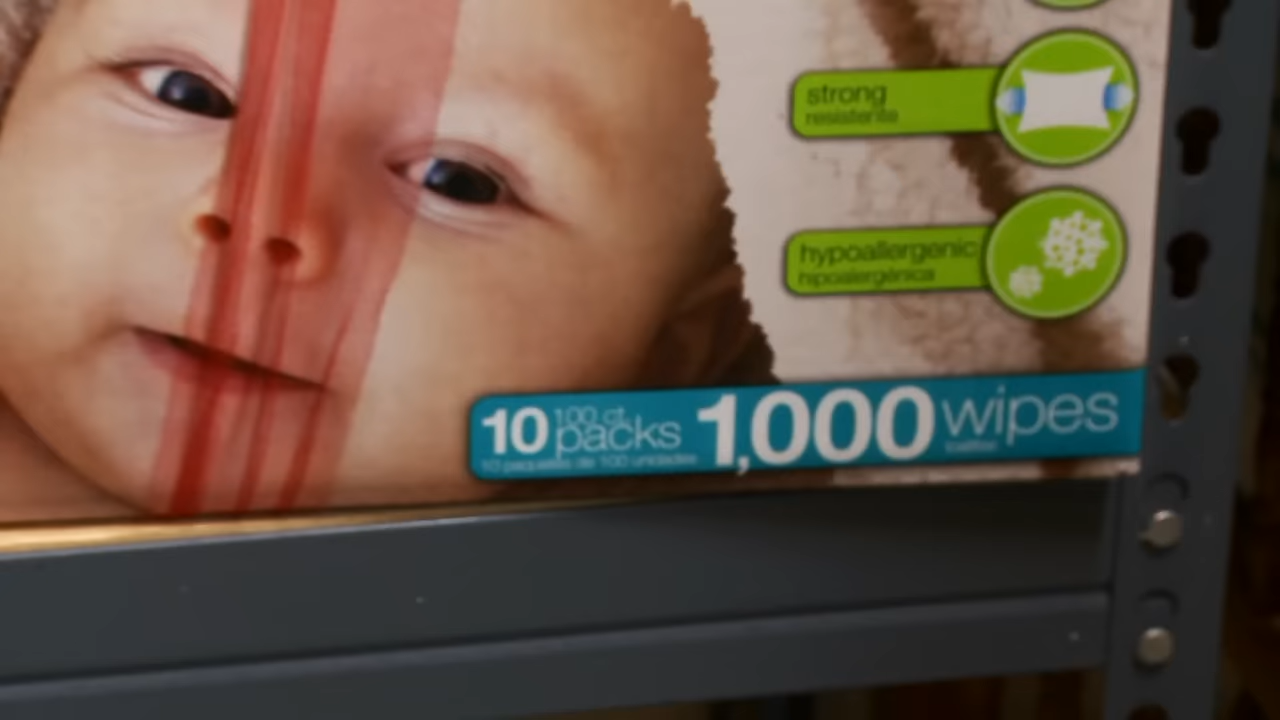 strong
resistente
hypoallergenic
hipoalergénica
10 100 ct. packs 1,000 wipes
10 paquetes de 100 unidades